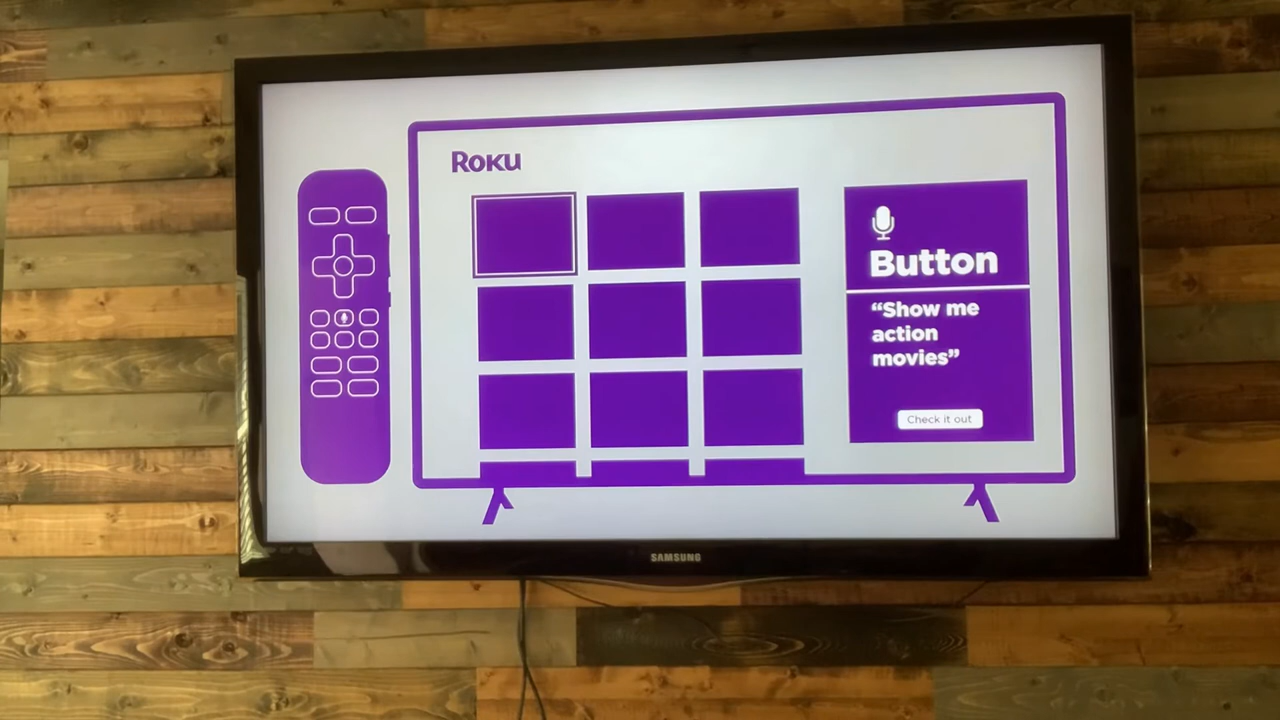 Roku
Button
“Show me
action
movies”
Check it out
SAMSUNG